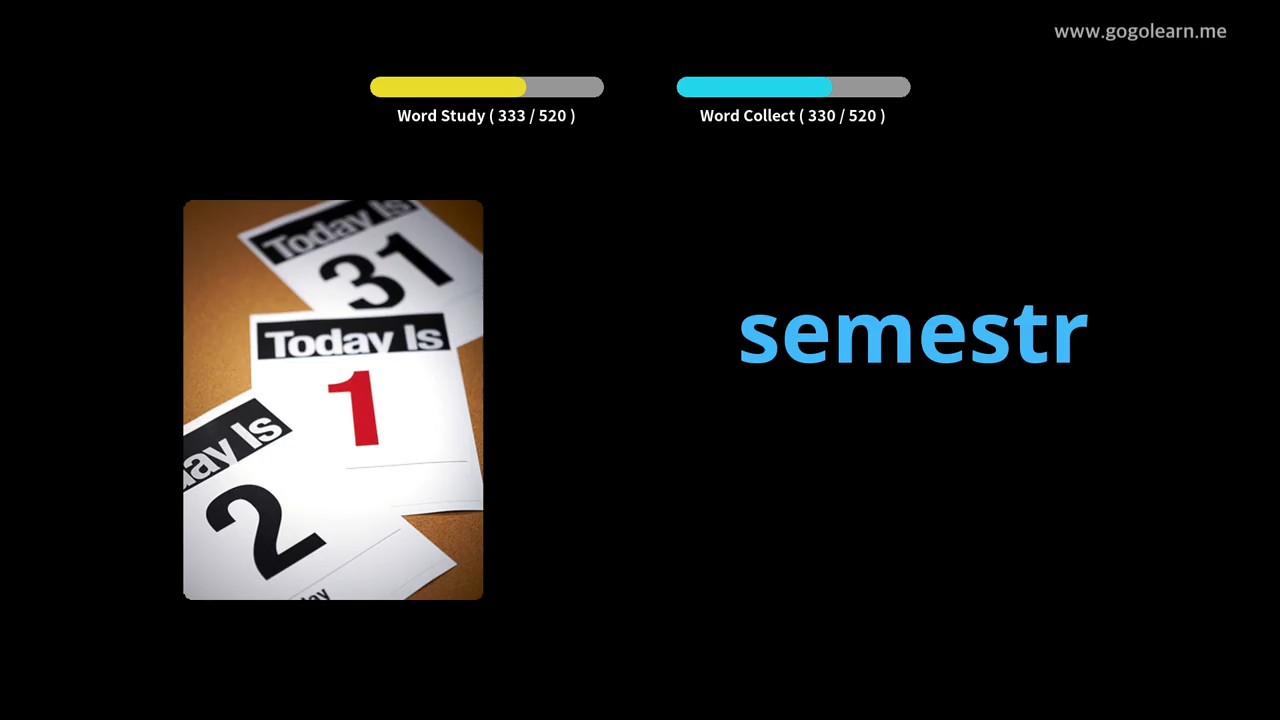 www.gogolearn.me
Word Study ( 333 / 520 )
Word Collect ( 330 / 520 )
Today Is
31
Today Is
1
ay Is
2
semestr